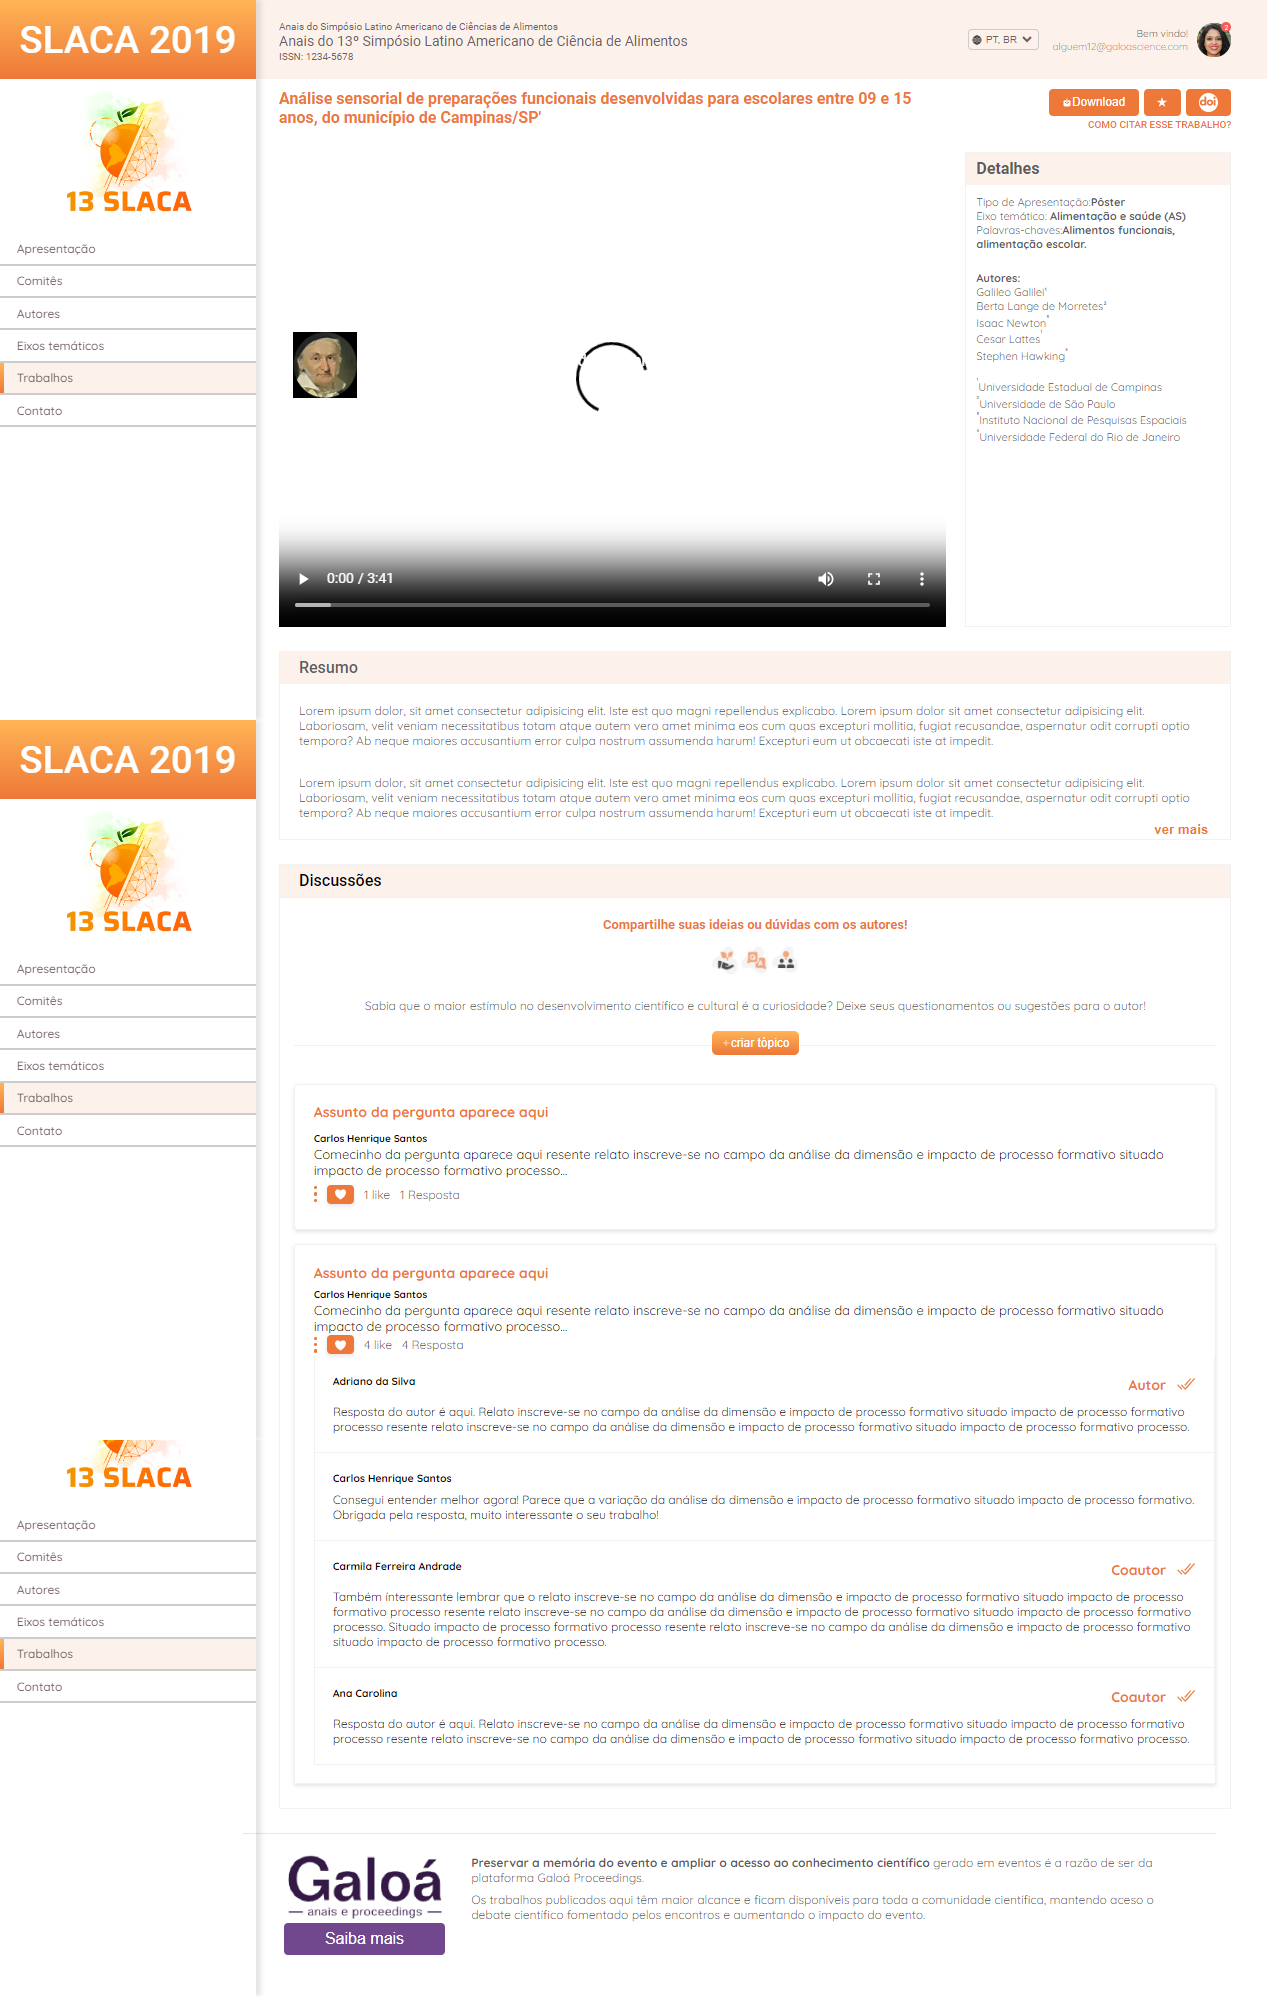 SLACA 2019
13 SLACA
Apresentação
Comitês
Autores
Eixos temáticos
Trabalhos
Contato
Anais do Simpósio Latino Americano de Ciências de Alimentos
Anais do 13º Simpósio Latino Americano de Ciência de Alimentos
ISSN: 1234-5678
PT, BR
Bem vindo!
alguem12@galoascience.com
2
Análise sensorial de preparações funcionais desenvolvidas para escolares entre 09 e 15
anos, do município de Campinas/SP'
Download
doi
COMO CITAR ESSE TRABALHO?
0:00 / 3:41
Detalhes
Tipo de Apresentação:Pôster
Eixo temático: Alimentação e saúde (AS)
Palavras-chaves:Alimentos funcionais,
alimentação escolar.
Autores:
Galileo Galilei¹
Berta Lange de Morretes²
Isaac Newton³
Cesar Lattes¹
Stephen Hawking⁴
¹Universidade Estadual de Campinas
²Universidade de São Paulo
³Instituto Nacional de Pesquisas Espaciais
⁴Universidade Federal do Rio de Janeiro
Resumo
Lorem ipsum dolor, sit amet consectetur adipisicing elit. Iste est quo magni repellendus explicabo. Lorem ipsum dolor sit amet consectetur adipisicing elit.
Laboriosam, velit veniam necessitatibus totam atque autem vero amet minima eos cum quas excepturi mollitia, fugiat recusandae, aspernatur odit corrupti optio
tempora? Ab neque maiores accusantium error culpa nostrum assumenda harum! Excepturi eum ut obcaecati iste at impedit.
Lorem ipsum dolor, sit amet consectetur adipisicing elit. Iste est quo magni repellendus explicabo. Lorem ipsum dolor sit amet consectetur adipisicing elit.
Laboriosam, velit veniam necessitatibus totam atque autem vero amet minima eos cum quas excepturi mollitia, fugiat recusandae, aspernatur odit corrupti optio
tempora? Ab neque maiores accusantium error culpa nostrum assumenda harum! Excepturi eum ut obcaecati iste at impedit.
ver mais
SLACA 2019
13 SLACA
Apresentação
Comitês
Autores
Eixos temáticos
Trabalhos
Contato
Discussões
Compartilhe suas ideias ou dúvidas com os autores!
Sabia que o maior estímulo no desenvolvimento científico e cultural é a curiosidade? Deixe seus questionamentos ou sugestões para o autor!
+criar tòpico
Assunto da pergunta aparece aqui
Carlos Henrique Santos
Comecinho da pergunta aparece aqui resente relato inscreve-se no campo da análise da dimensão e impacto de processo formativo situado
impacto de processo formativo processo...
1 like 1 Resposta
Assunto da pergunta aparece aqui
Carlos Henrique Santos
Comecinho da pergunta aparece aqui resente relato inscreve-se no campo da análise da dimensão e impacto de processo formativo situado
impacto de processo formativo processo...
4 like 4 Resposta
Adriano da Silva
Autor
Resposta do autor é aqui. Relato inscreve-se no campo da análise da dimensão e impacto de processo formativo situado impacto de processo formativo
processo resente relato inscreve-se no campo da análise da dimensão e impacto de processo formativo situado impacto de processo formativo processo.
Carlos Henrique Santos
Consegui entender melhor agora! Parece que a variação da análise da dimensão e impacto de processo formativo situado impacto de processo formativo.
Obrigada pela resposta, muito interessante o seu trabalho!
Carmila Ferreira Andrade
Coautor
Também ínteressante lembrar que o relato inscreve-se no campo da análise da dimensão e impacto de processo formativo situado impacto de processo
formativo processo resente relato inscreve-se no campo da análise da dimensão e impacto de processo formativo situado impacto de processo formativo
processo. Situado impacto de processo formativo processo resente relato inscreve-se no campo da análise da dimensão e impacto de processo formativo
situado impacto de processo formativo processo.
Ana Carolina
Coautor
Resposta do autor é aqui. Relato inscreve-se no campo da análise da dimensão e impacto de processo formativo situado impacto de processo formativo
processo resente relato inscreve-se no campo da análise da dimensão e impacto de processo formativo situado impacto de processo formativo processo.
13 SLACA
Apresentação
Comitês
Autores
Eixos temáticos
Trabalhos
Contato
Galoá
anais e proceedings
Saiba mais
Preservar a memória do evento e ampliar o acesso ao conhecimento científico gerado em eventos é a razão de ser da
plataforma Galoá Proceedings.
Os trabalhos publicados aqui têm maior alcance e ficam disponíveis para toda a comunidade científica, mantendo aceso o
debate científico fomentado pelos encontros e aumentando o impacto do evento.